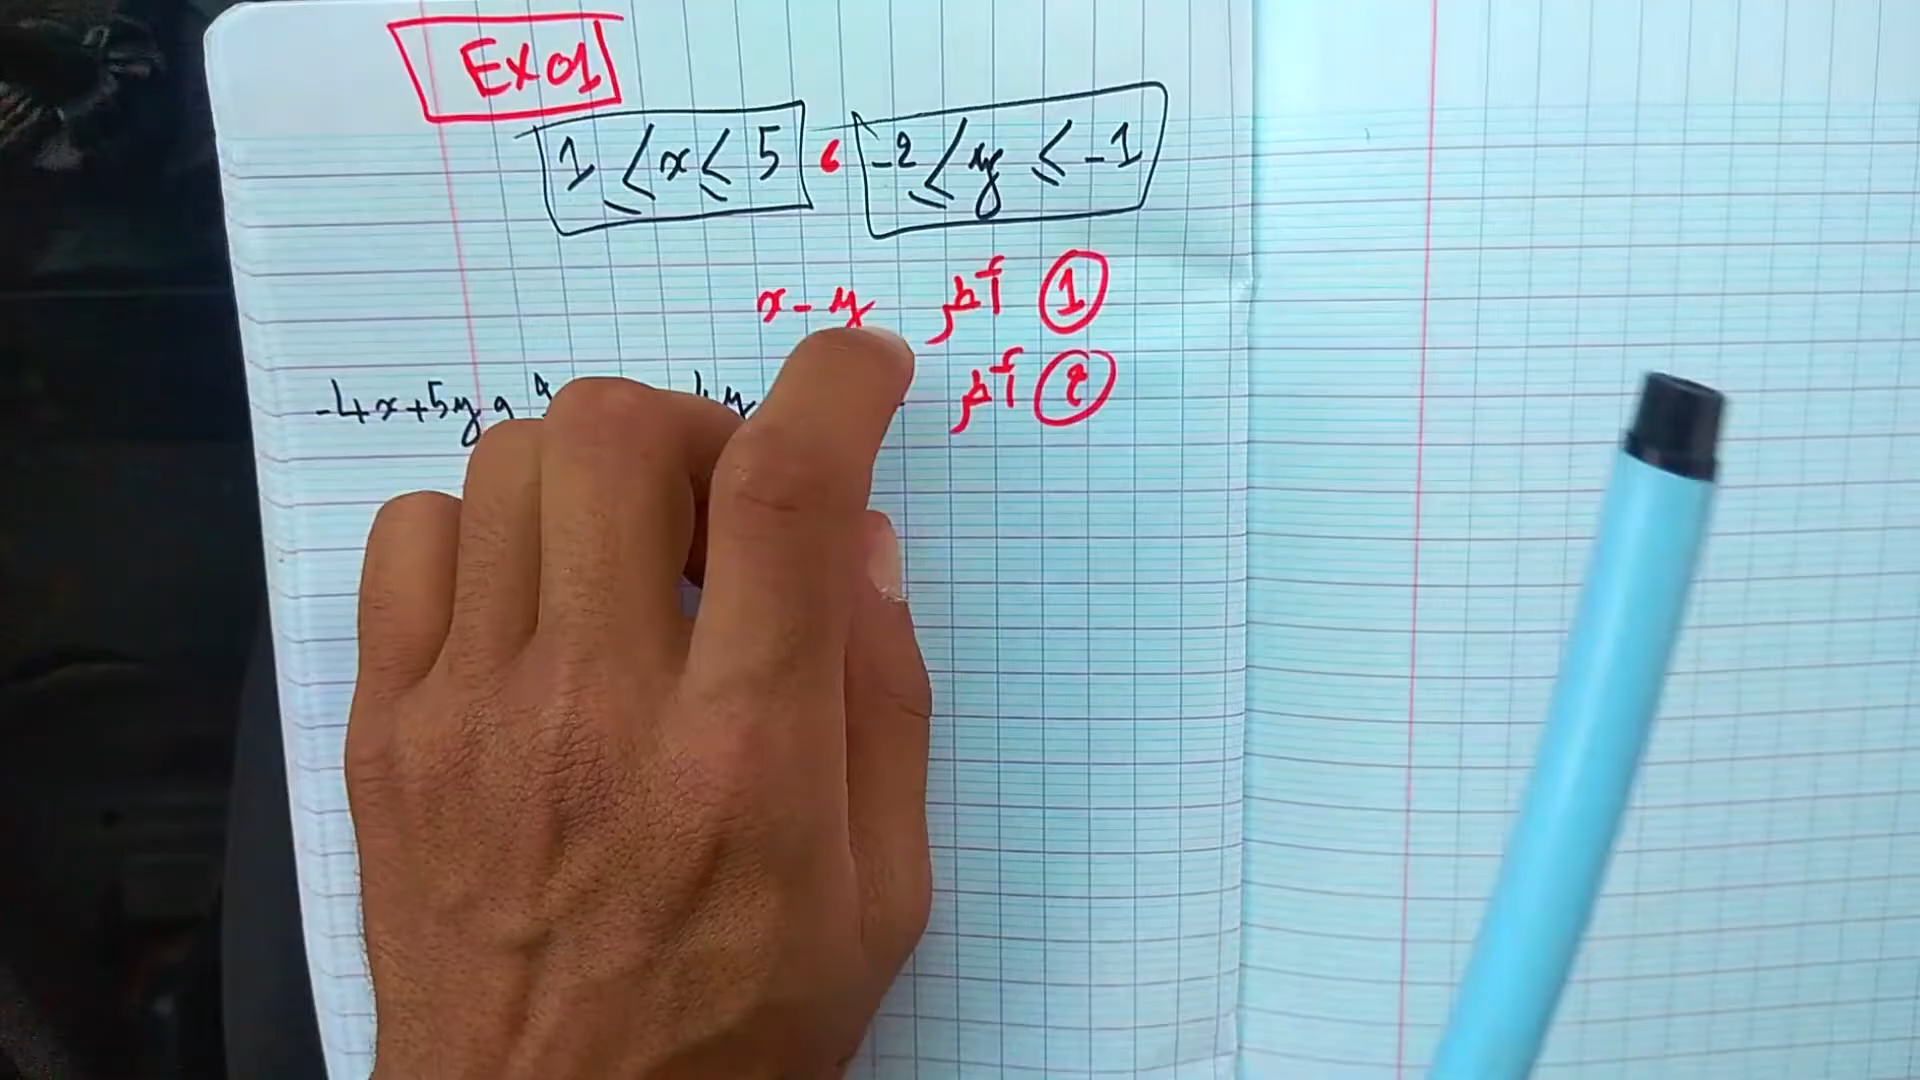 Ex01
1 ≤ x ≤ 5 ، -2 ≤ y ≤ -1
① أطر x - y
② أطر -4x+5y و